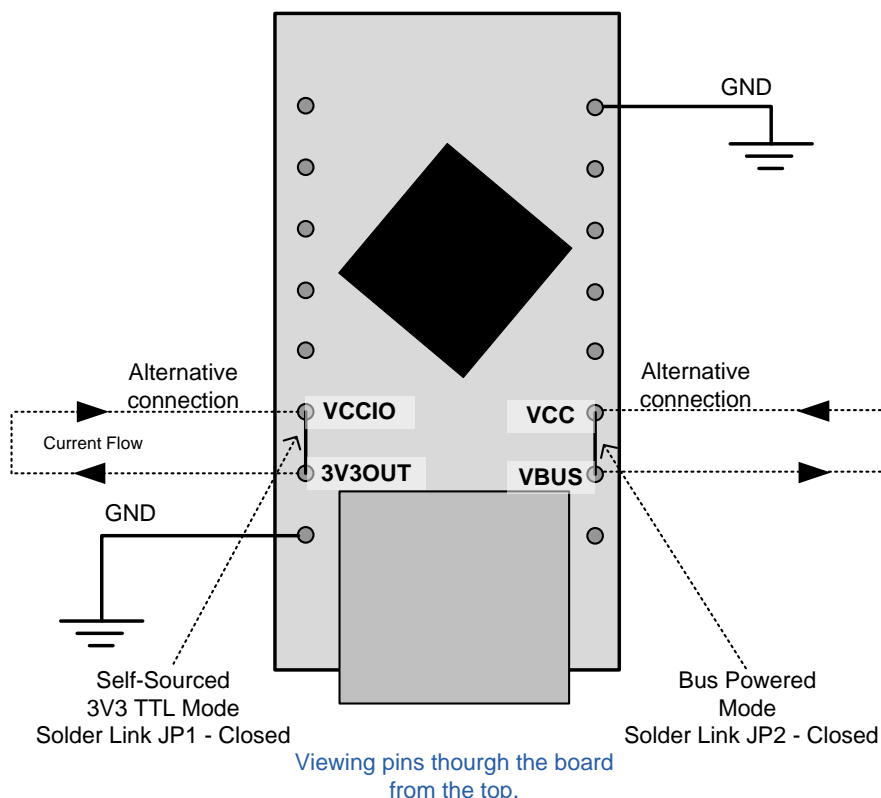 GND
Alternative
connection
Alternative
connection
VCCIO
VCC
Current Flow
3V3OUT
VBUS
GND
Self-Sourced
3V3 TTL Mode
Solder Link JP1 - Closed
Bus Powered
Mode
Solder Link JP2 - Closed
Viewing pins thourgh the board
from the top.